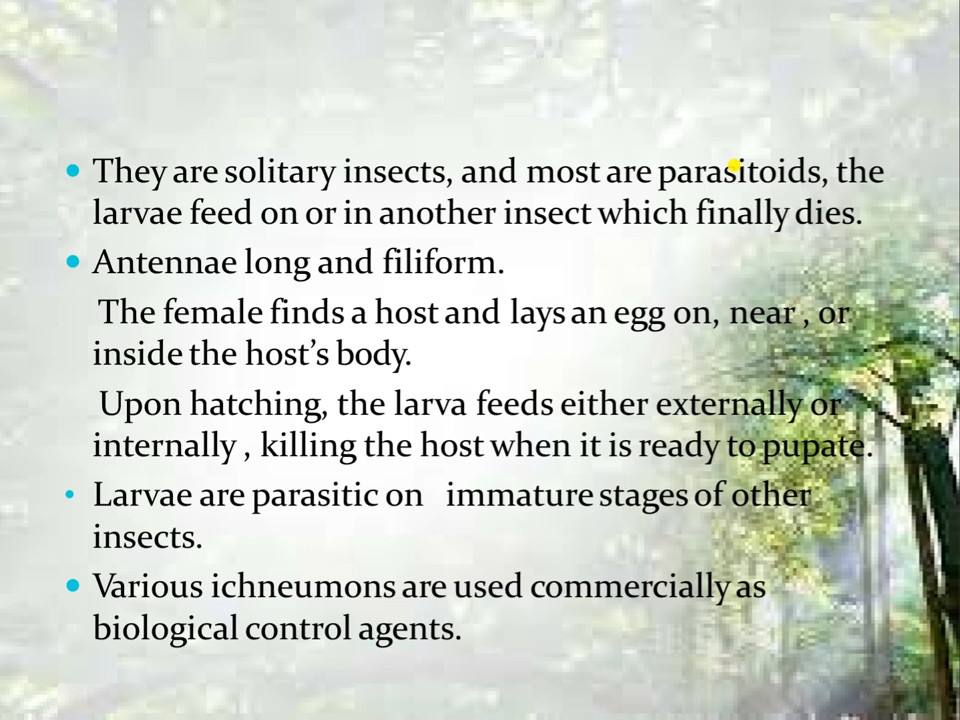 They are solitary insects, and most are parasitoids, the
larvae feed on or in another insect which finally dies.
Antennae long and filiform.
The female finds a host and lays an egg on, near , or
inside the host’s body.
Upon hatching, the larva feeds either externally or
internally , killing the host when it is ready to pupate.
Larvae are parasitic on immature stages of other
insects.
Various ichneumons are used commercially as
biological control agents.